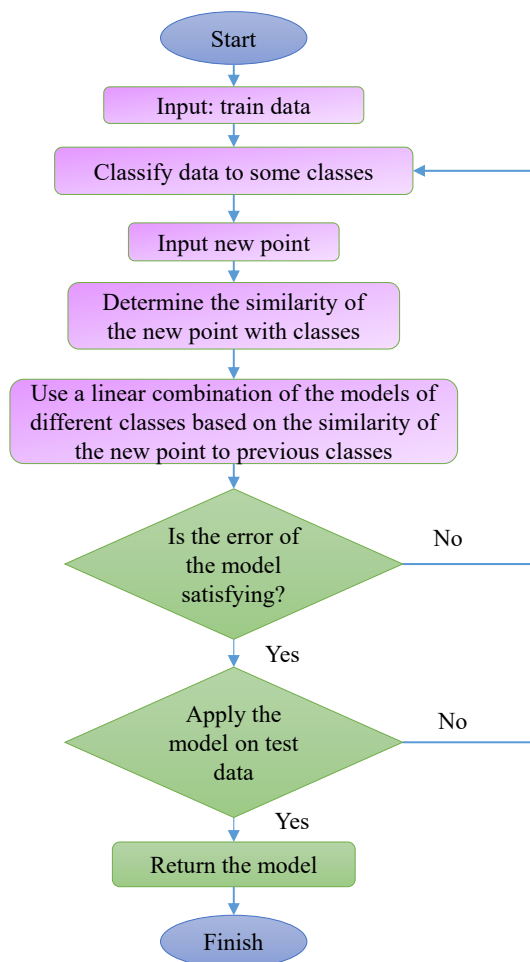 Start
Input: train data
Classify data to some classes
Input new point
Determine the similarity of
the new point with classes
Use a linear combination of the models of
different classes based on the similarity of
the new point to previous classes
Is the error of
the model
satisfying?
No
Yes
Apply the
model on test
data
No
Yes
Return the model
Finish